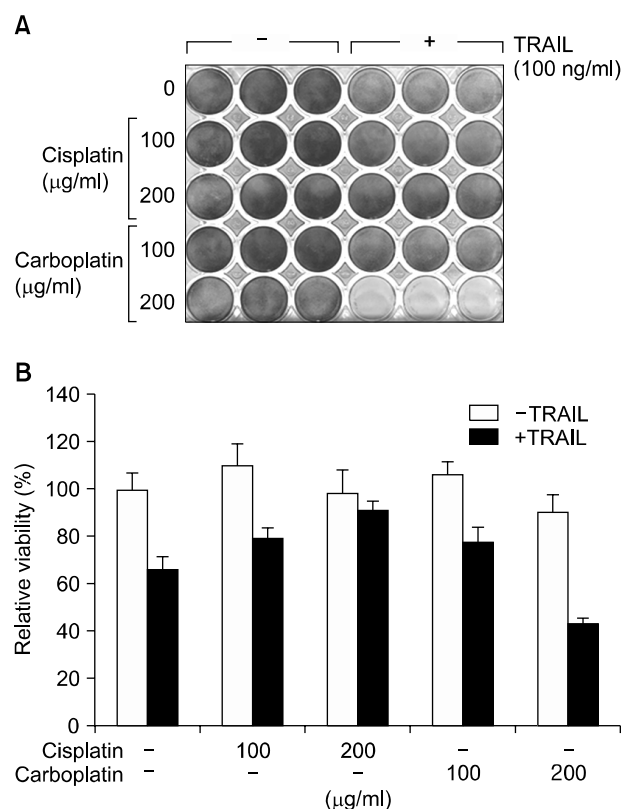 A
− + TRAIL
(100 ng/ml)
0
Cisplatin
(μg/ml)
100
200
Carboplatin
(μg/ml)
100
200
B
140
120
100
80
60
40
20
0
Relative viability (%)
−TRAIL
+TRAIL
Cisplatin − 100 200 − −
Carboplatin − − − 100 200
(μg/ml)